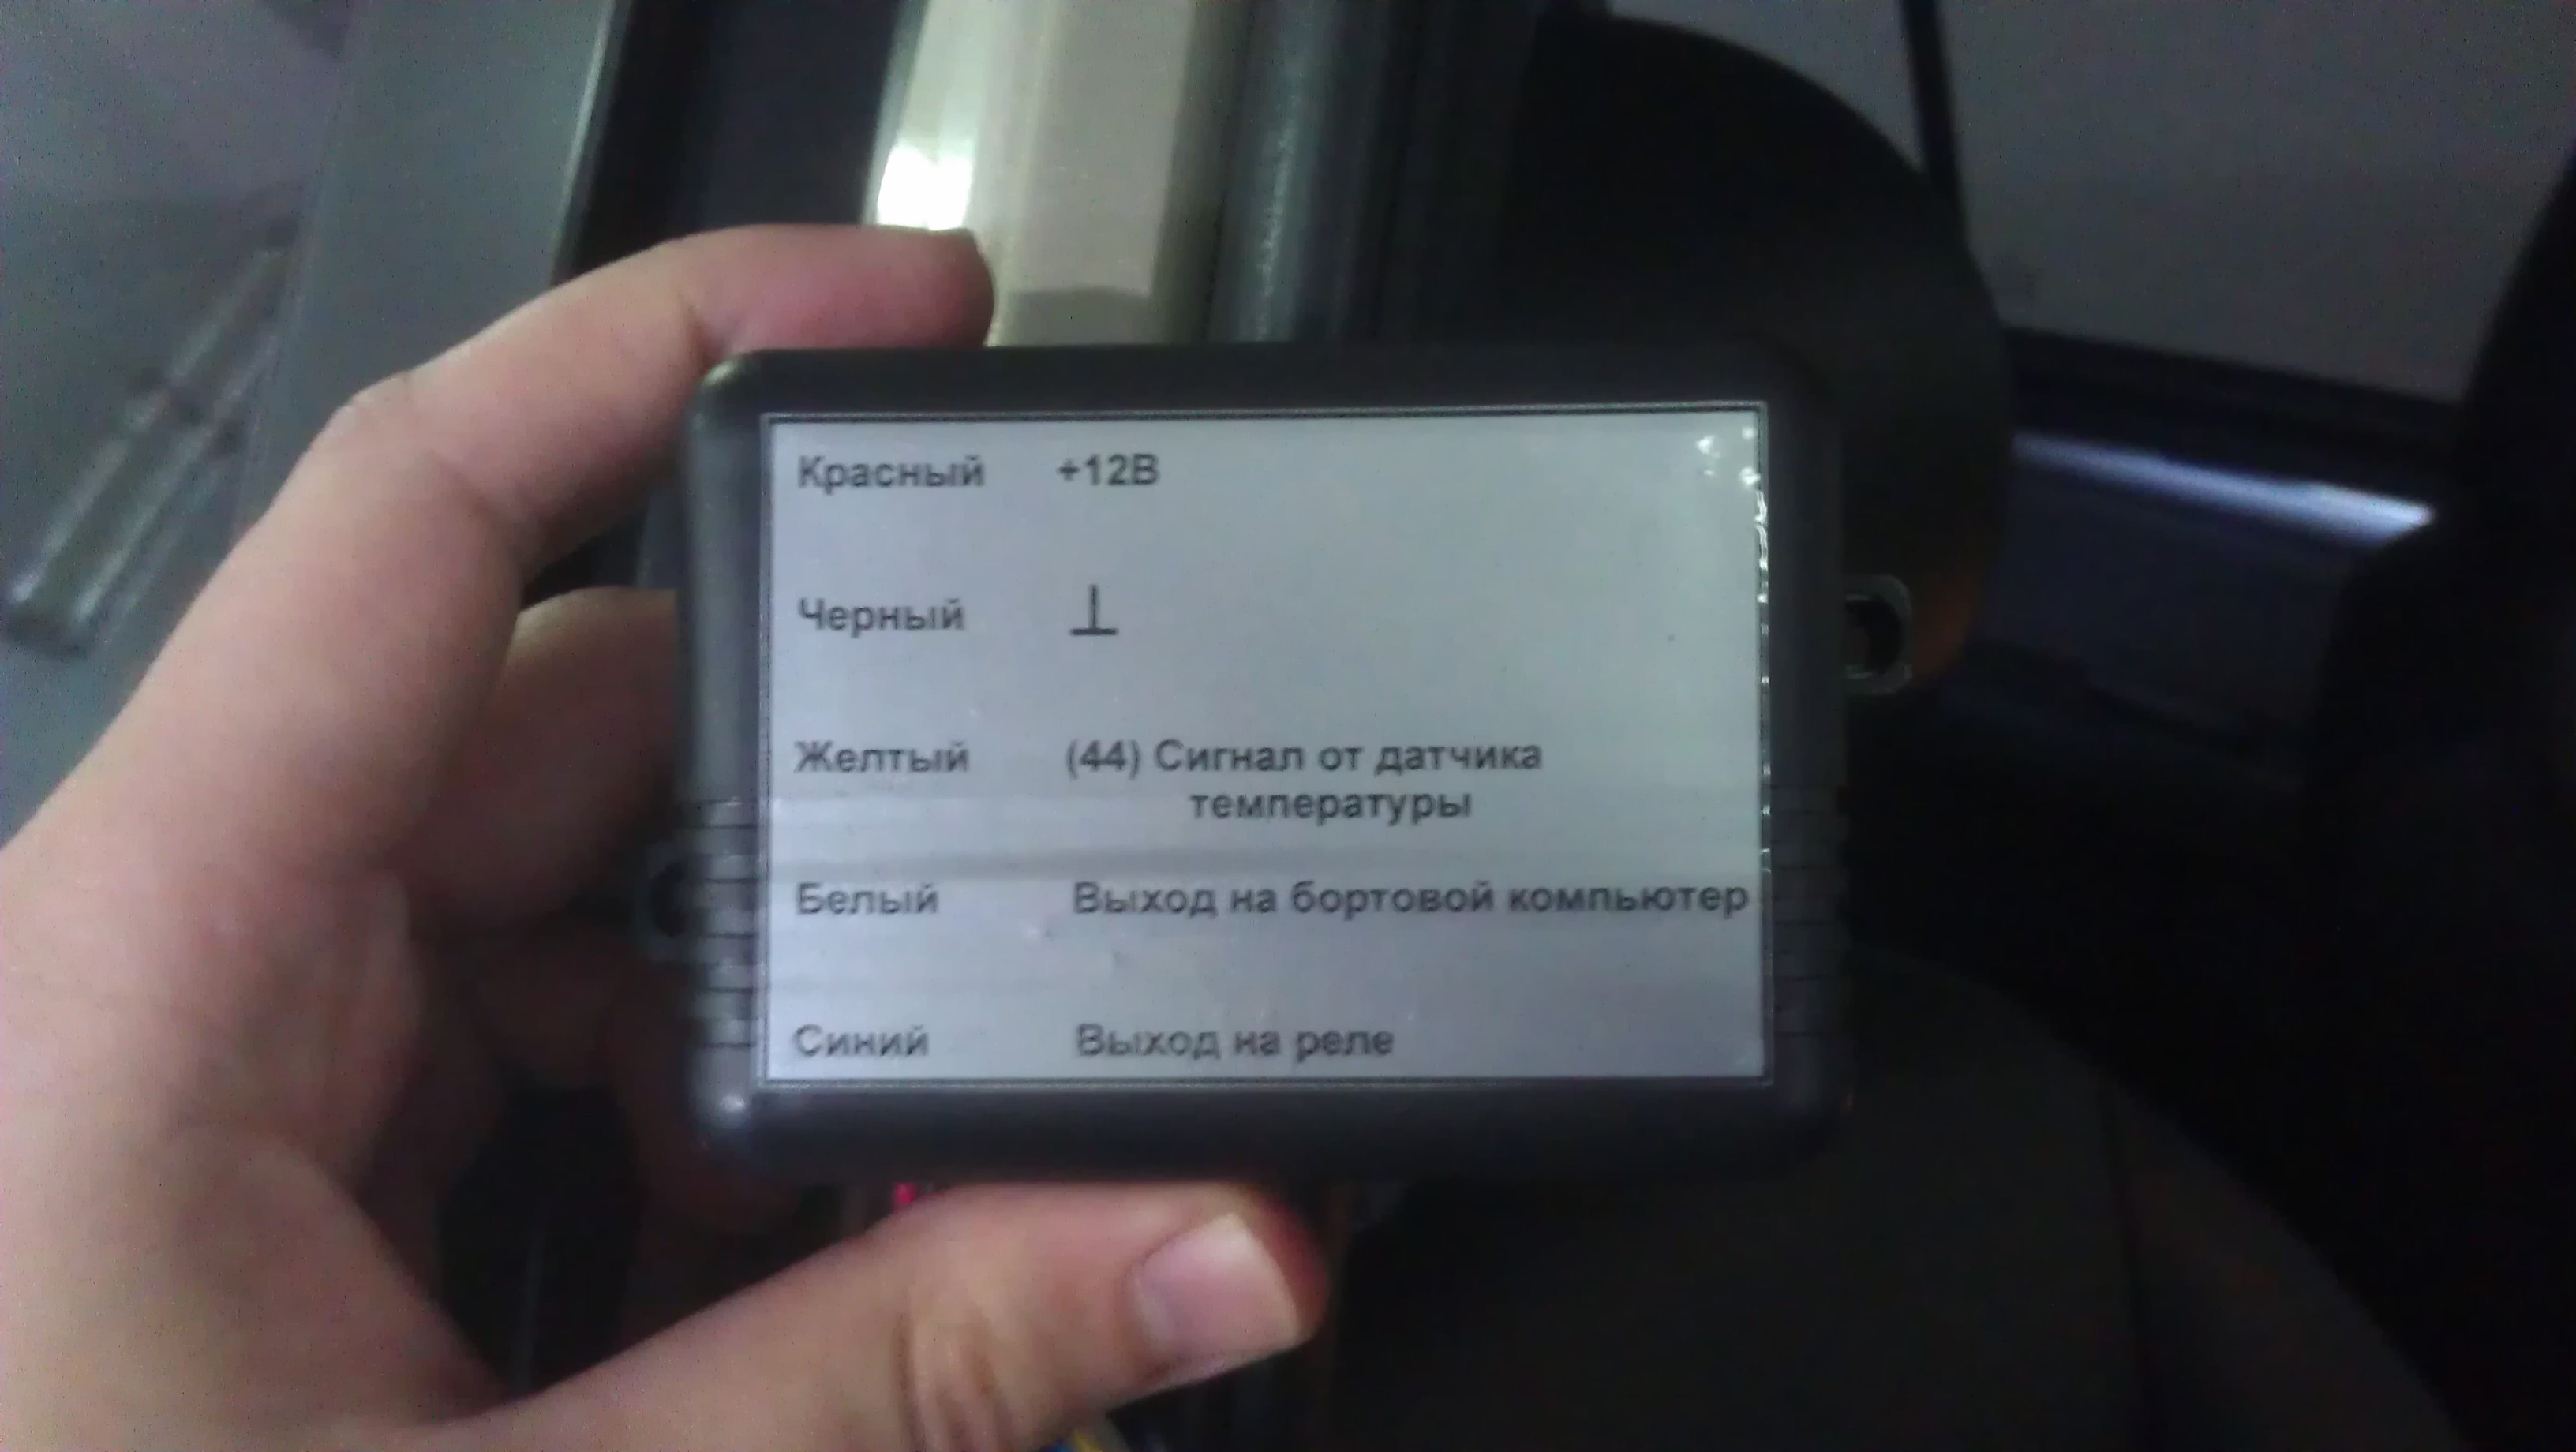 Красный +12В
Черный ⊥
Желтый (44) Сигнал от датчика
температуры
Белый Выход на бортовой компьютер
Синий Выход на реле